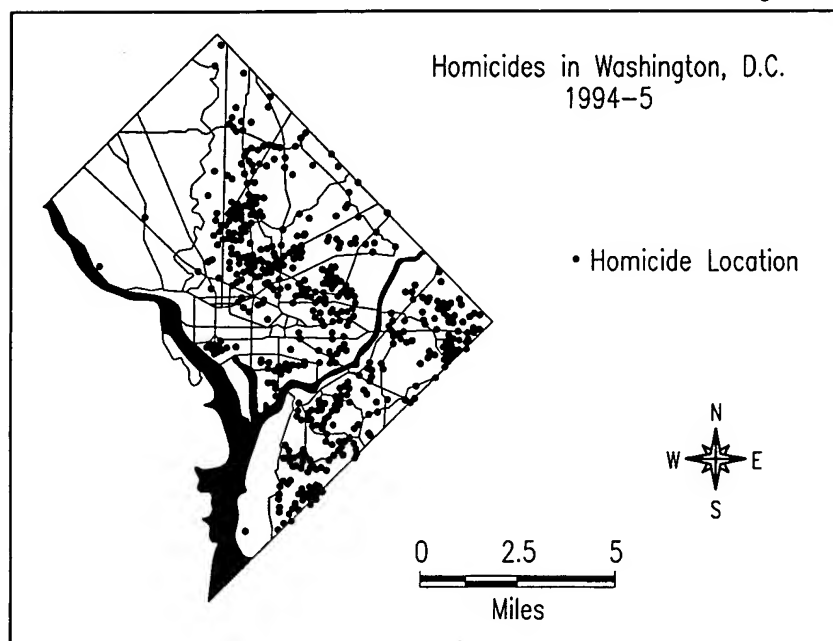 Homicides in Washington, D.C.
1994-5
• Homicide Location
N
W E
S
0 2.5 5
Miles